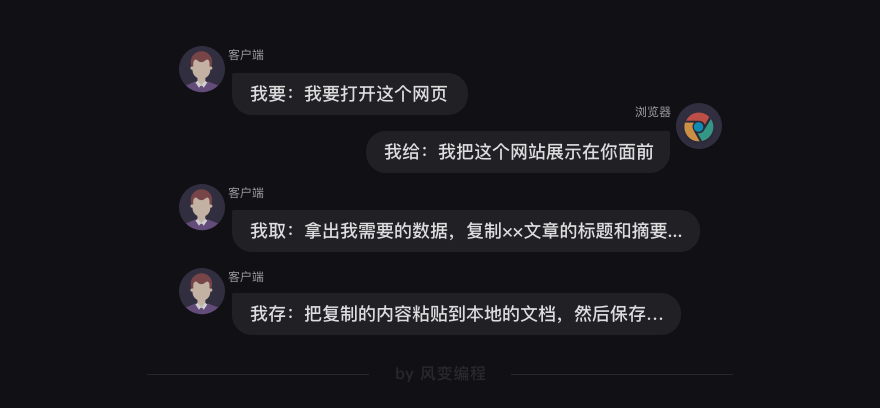 客户端
我要：我要打开这个网页
浏览器
我给：我把这个网站展示在你面前
客户端
我取：拿出我需要的数据，复制××文章的标题和摘要...
客户端
我存：把复制的内容粘贴到本地的文档，然后保存...
by 风变编程